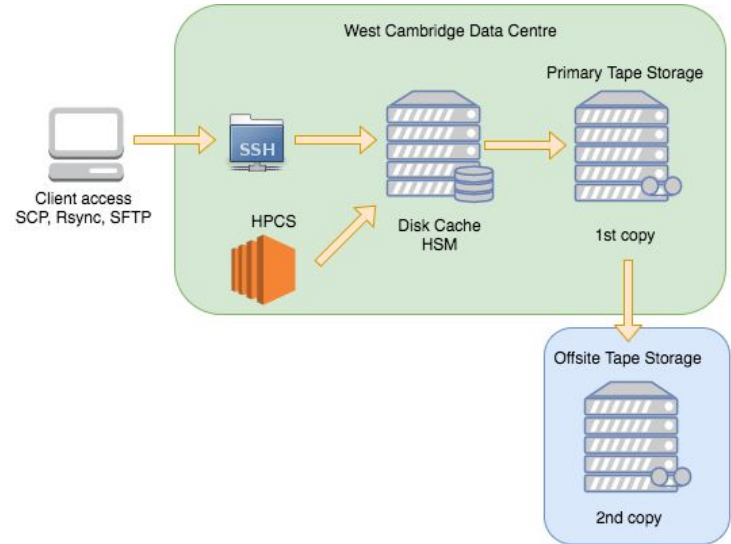 West Cambridge Data Centre
Primary Tape Storage
SSH
Client access
SCP, Rsync, SFTP
HPCS
Disk Cache
HSM
1st copy
Offsite Tape Storage
2nd copy